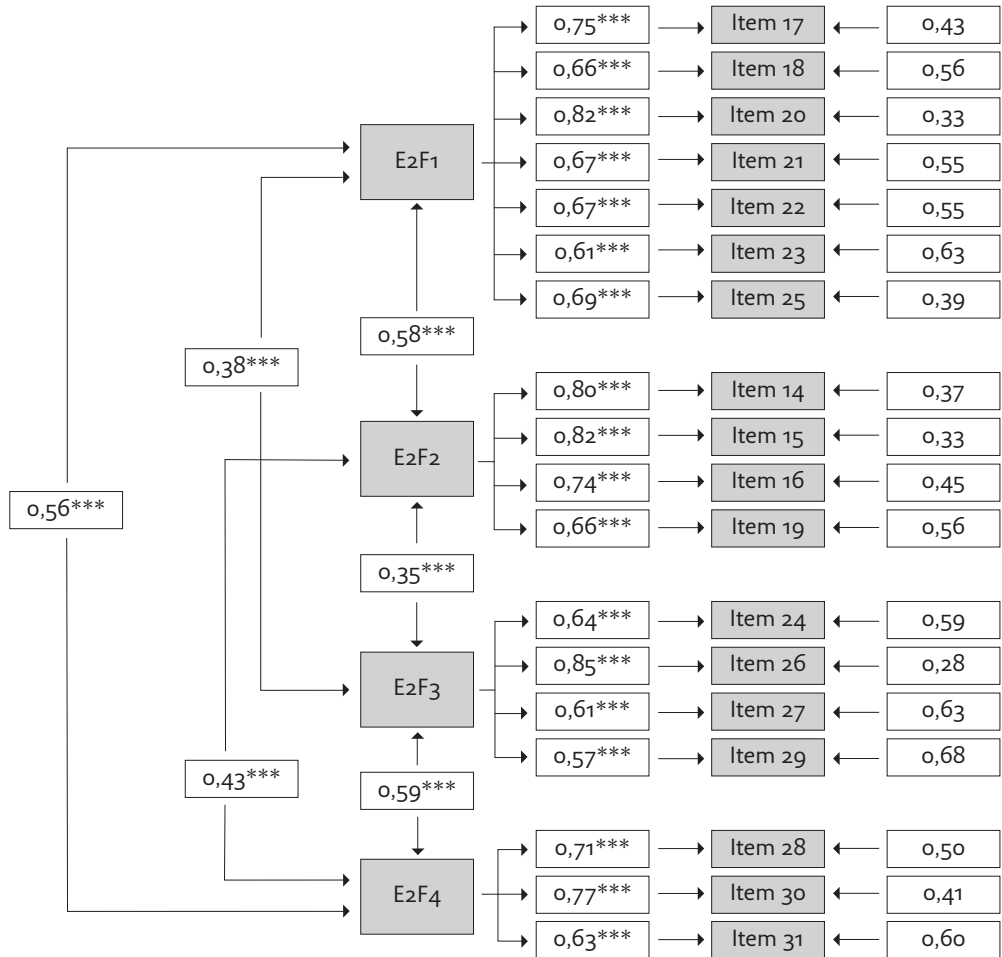 0,75*** Item 17 0,43
0,66*** Item 18 0,56
0,82*** Item 20 0,33
E2F1 0,67*** Item 21 0,55
0,67*** Item 22 0,55
0,61*** Item 23 0,63
0,69*** Item 25 0,39
0,58***
0,38***
0,80*** Item 14 0,37
0,82*** Item 15 0,33
E2F2
0,74*** Item 16 0,45
0,56***
0,66*** Item 19 0,56
0,35***
0,64*** Item 24 0,59
0,85*** Item 26 0,28
E2F3
0,61*** Item 27 0,63
0,57*** Item 29 0,68
0,43*** 0,59***
0,71*** Item 28 0,50
E2F4 0,77*** Item 30 0,41
0,63*** Item 31 0,60